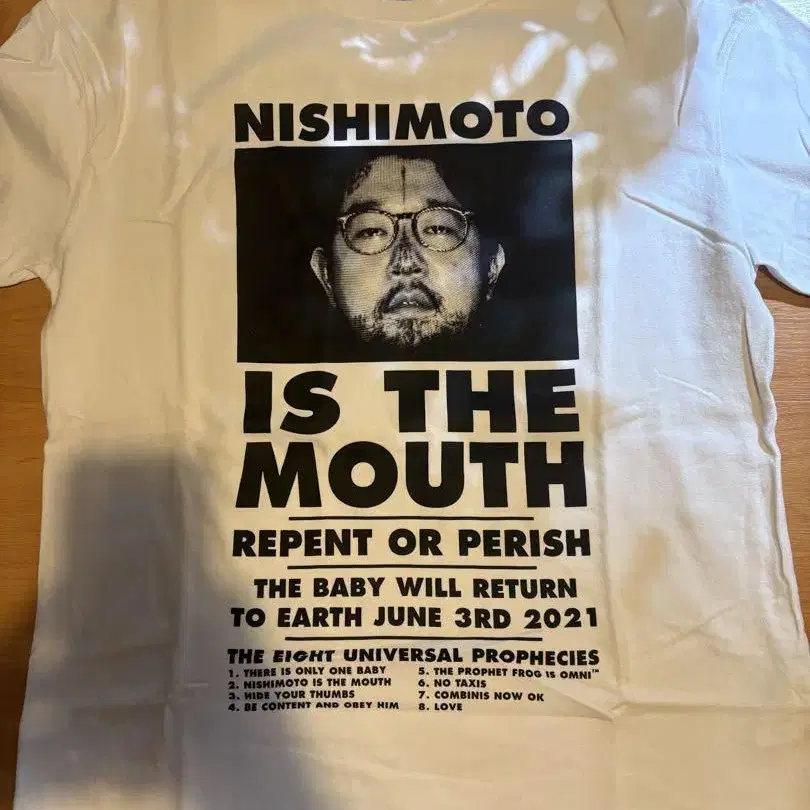 NISHIMOTO
IS THE
MOUTH
REPENT OR PERISH
THE BABY WILL RETURN
TO EARTH JUNE 3RD 2021
THE EIGHT UNIVERSAL PROPHECIES
1. THERE IS ONLY ONE BABY
2. NISHIMOTO IS THE MOUTH
3. HIDE YOUR THUMBS
4. BE CONTENT AND OBEY HIM
5. THE PROPHET FROG IS OMNI™
6. NO TAXIS
7. COMBINIS NOW OK
8. LOVE